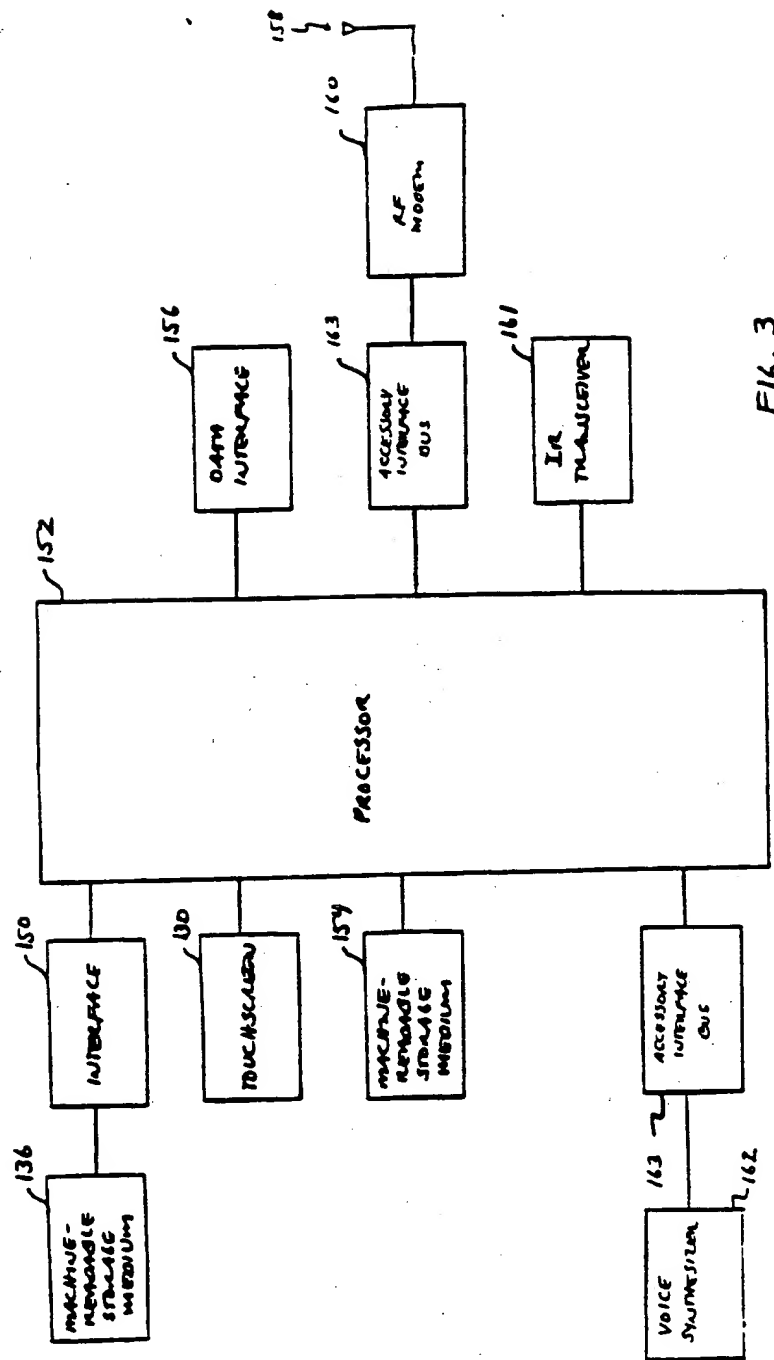 136
MACHINE-
READABLE
STORAGE
MEDIUM
150
INTERFACE
130
TOUCHSCREEN
154
MACHINE-
READABLE
STORAGE
MEDIUM
VOICE
SYNTHESIZER
162
163
ACCESSORY
INTERFACE
BUS
152
PROCESSOR
156
DATA
INTERFACE
163
ACCESSORY
INTERFACE
BUS
161
IR
TRANSCEIVER
160
RF
MODEM
158
FIG. 3